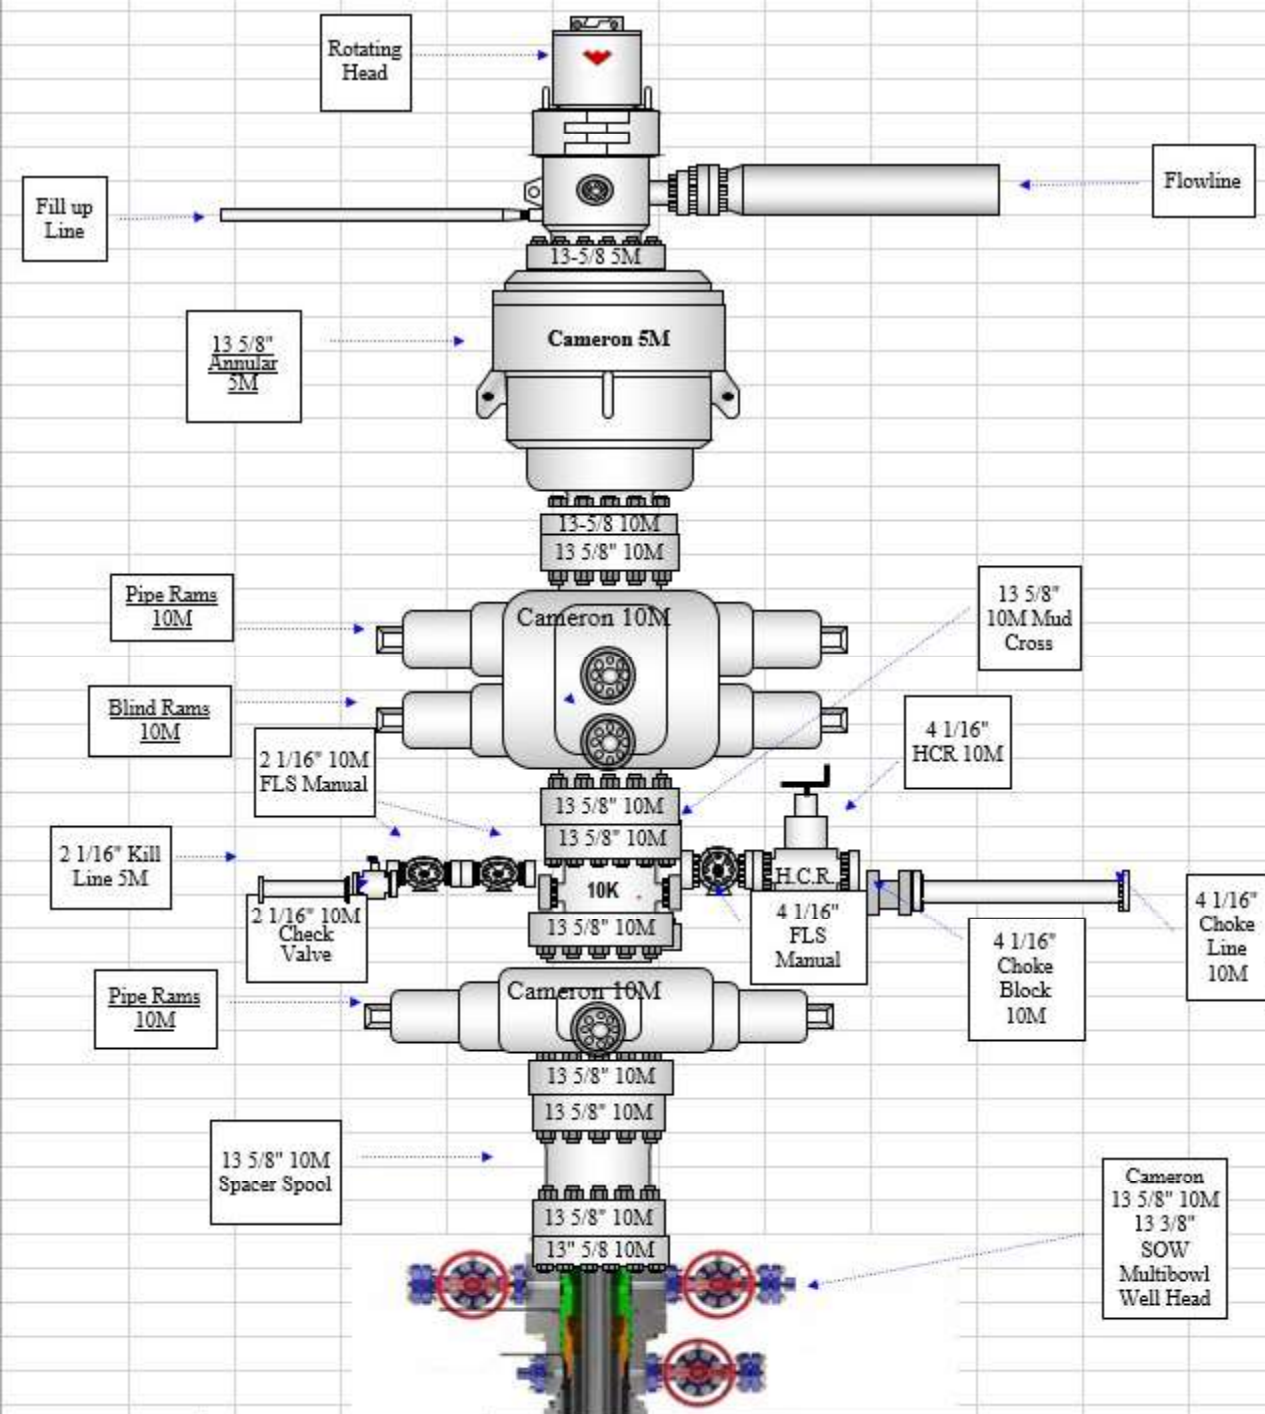 Rotating
Head
Flowline
Fill up
Line
13-5/8 5M
Cameron 5M
13 5/8"
Annular
5M
13-5/8 10M
13 5/8" 10M
Pipe Rams
10M
Cameron 10M
13 5/8"
10M Mud
Cross
Blind Rams
10M
4 1/16"
HCR 10M
2 1/16" 10M
FLS Manual
13 5/8" 10M
13 5/8" 10M
2 1/16" Kill
Line 5M
10K
H.C.R.
2 1/16" 10M
Check
Valve
13 5/8" 10M
4 1/16"
FLS
Manual
4 1/16"
Choke
Block
10M
4 1/16"
Choke
Line
10M
Pipe Rams
10M
Cameron 10M
13 5/8" 10M
13 5/8" 10M
13 5/8" 10M
Spacer Spool
13 5/8" 10M
13" 5/8 10M
Cameron
13 5/8" 10M
13 3/8"
SOW
Multibowl
Well Head